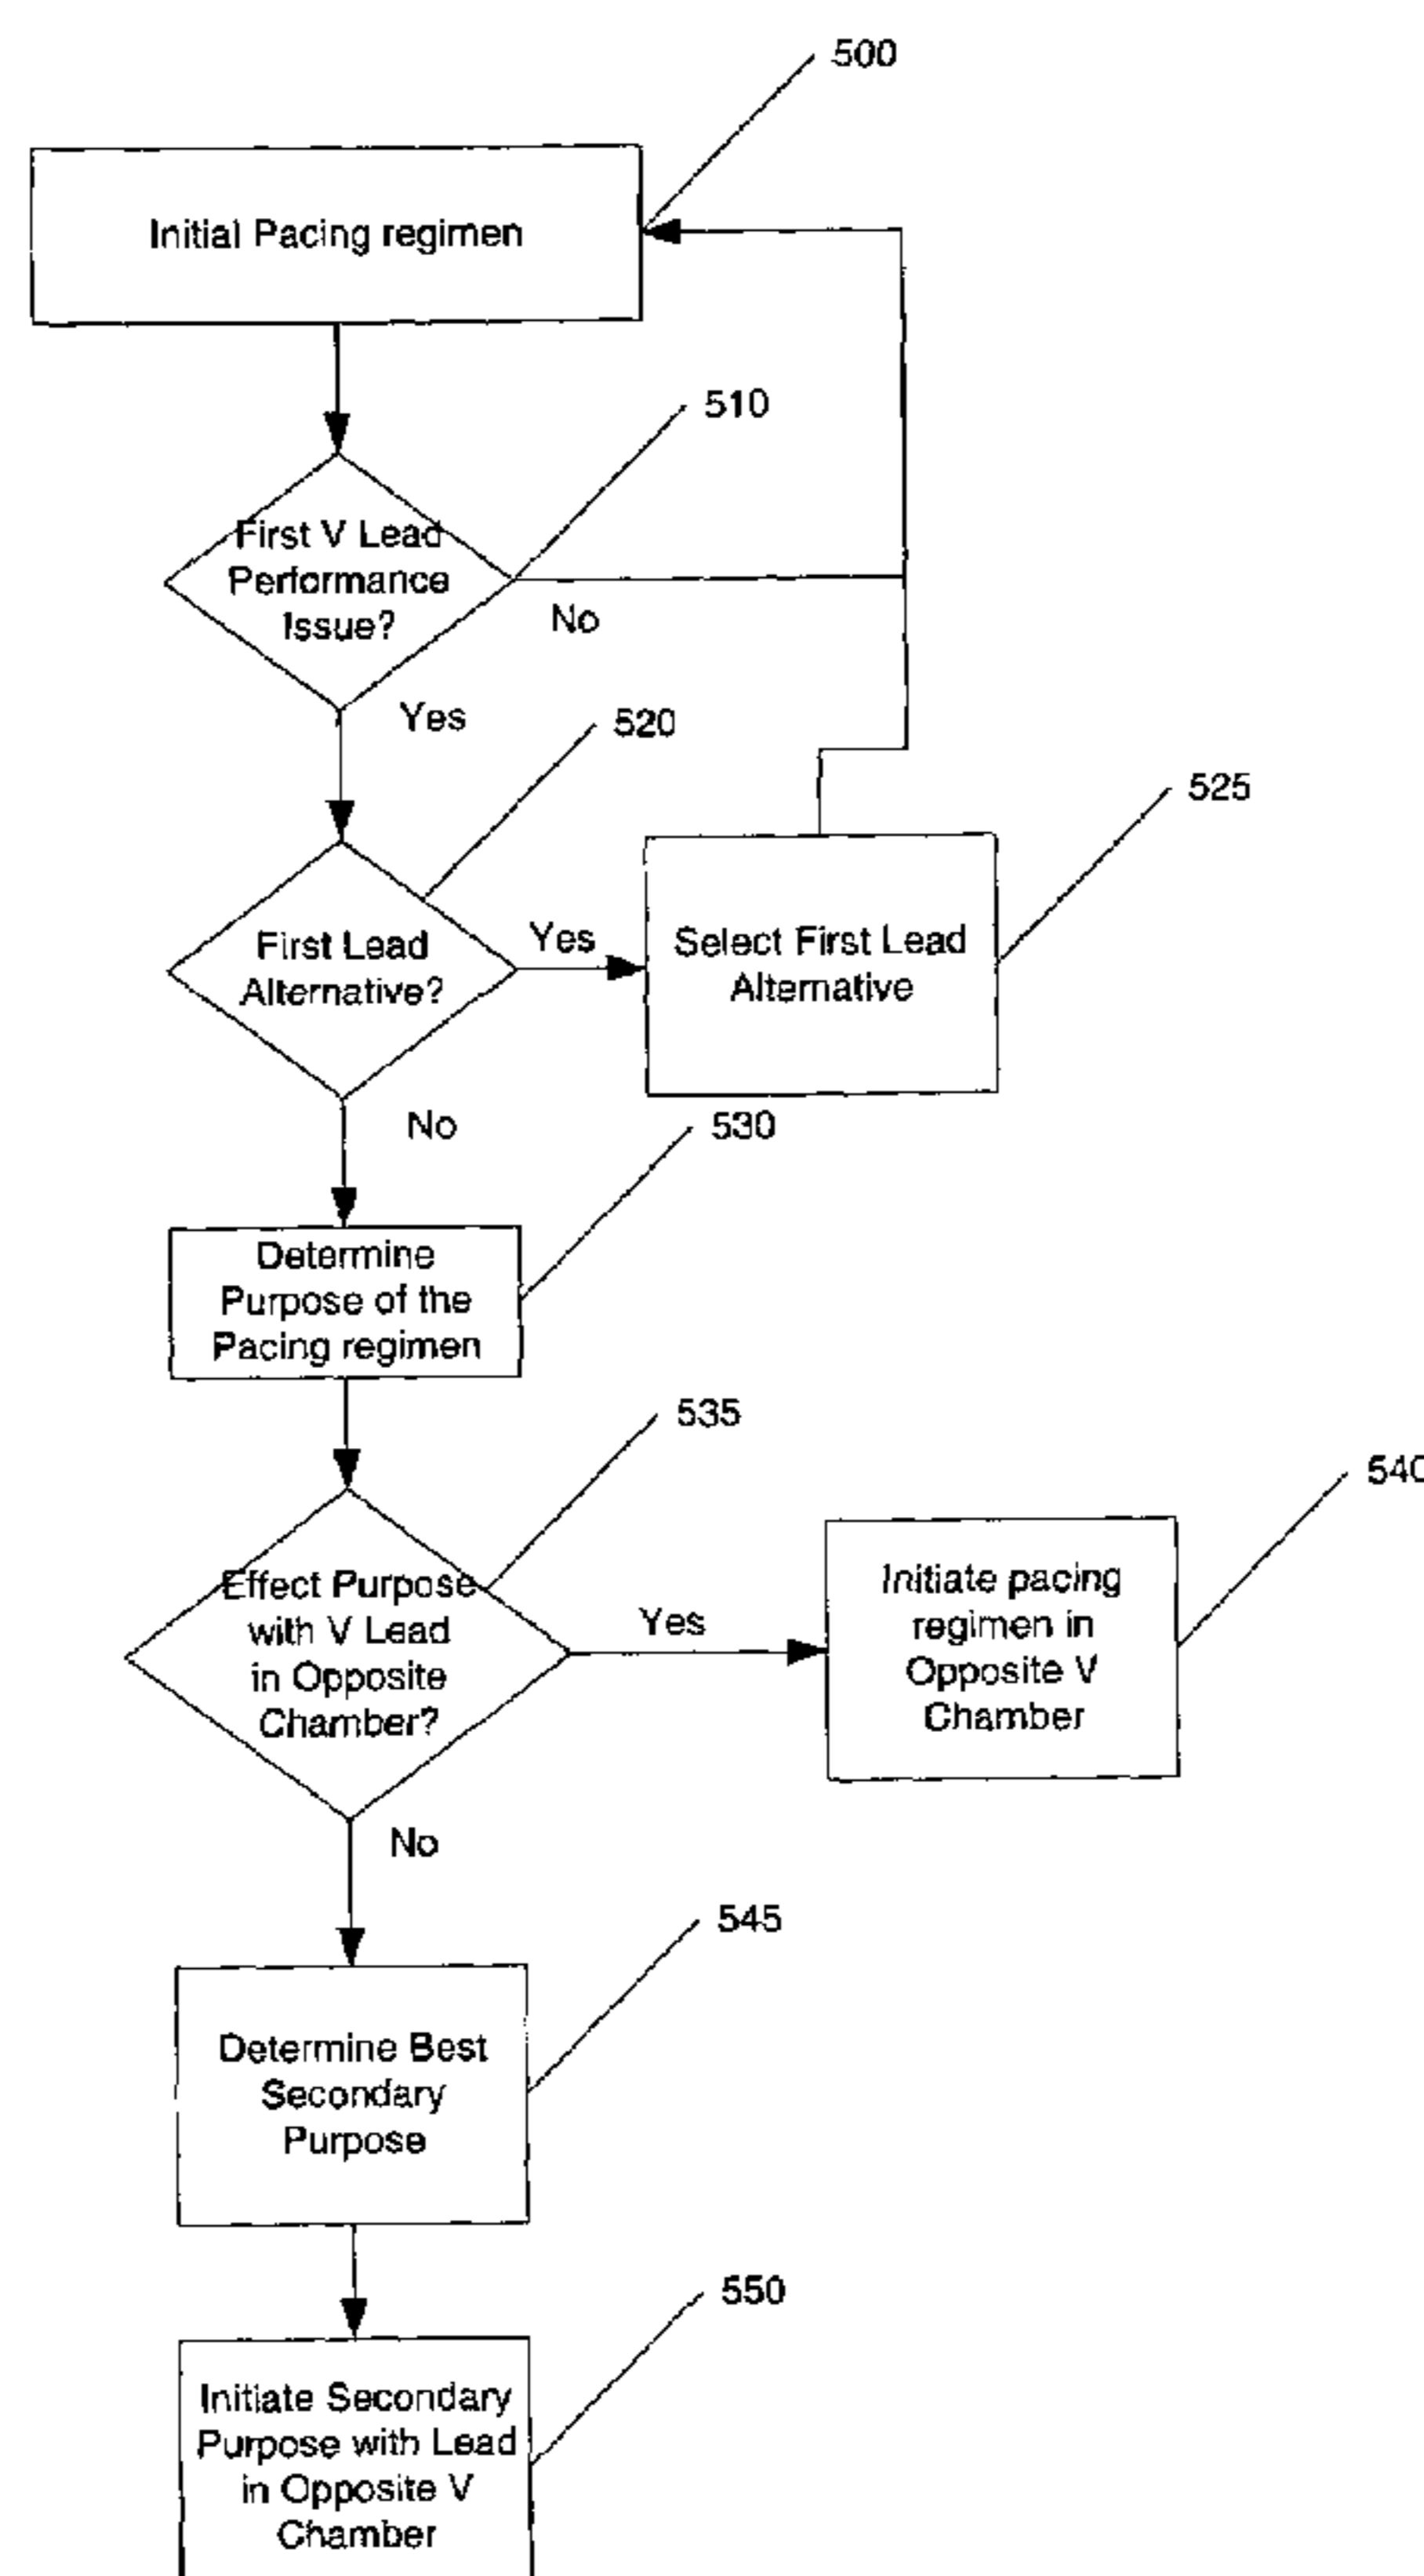 500
Initial Pacing regimen
510
First V Lead
Performance
Issue?
No
Yes
520
525
First Lead
Alternative?
Yes
Select First Lead
Alternative
No
530
Determine
Purpose of the
Pacing regimen
535
540
Effect Purpose
with V Lead
in Opposite
Chamber?
Yes
Initiate pacing
regimen in
Opposite V
Chamber
No
545
Determine Best
Secondary
Purpose
550
Initiate Secondary
Purpose with Lead
in Opposite V
Chamber